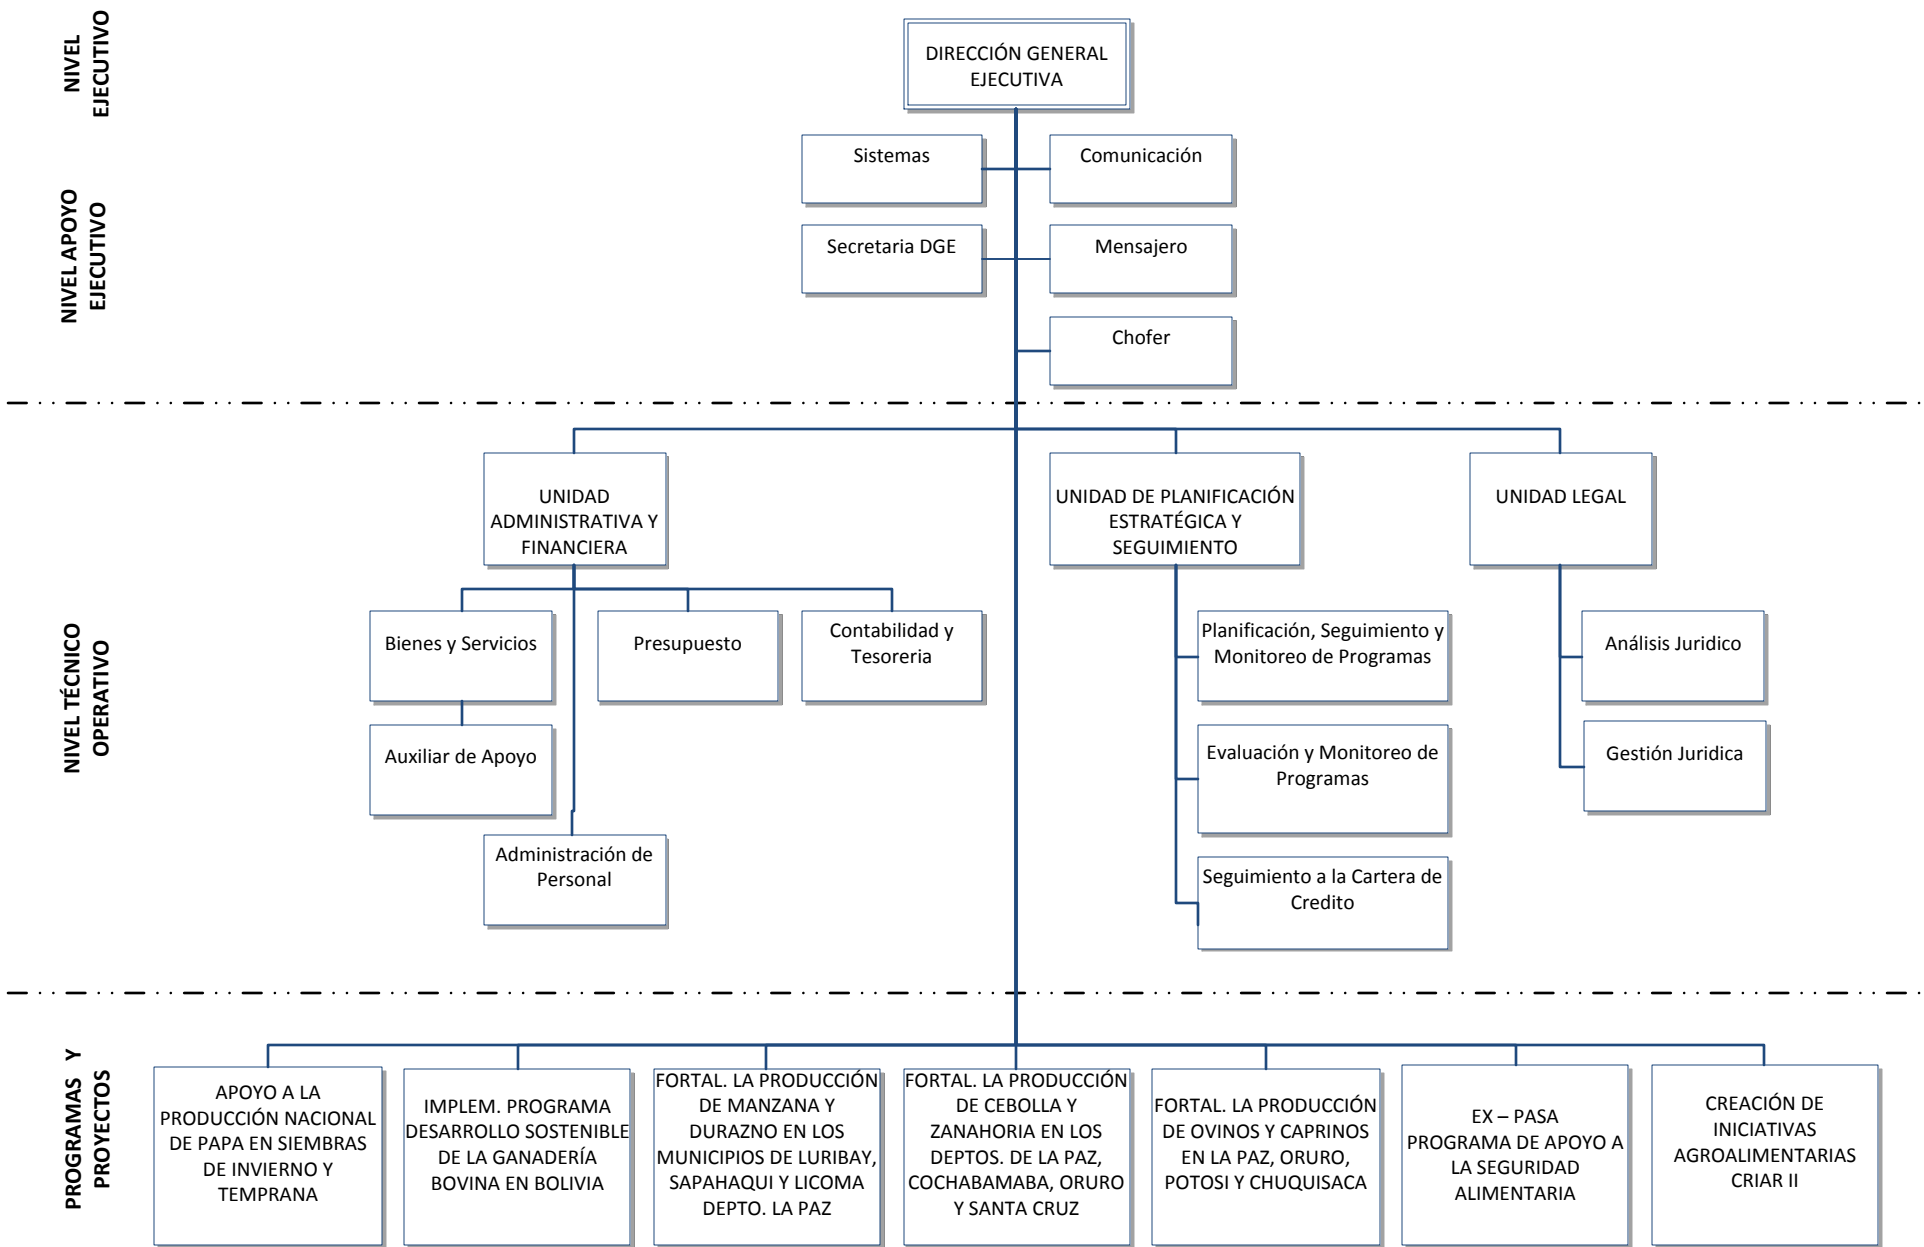 NIVEL
EJECUTIVO
DIRECCIÓN GENERAL
EJECUTIVA
NIVEL APOYO
EJECUTIVO
Sistemas
Comunicación
Secretaria DGE
Mensajero
Chofer
NIVEL TÉCNICO
OPERATIVO
UNIDAD
ADMINISTRATIVA Y
FINANCIERA
UNIDAD DE PLANIFICACIÓN
ESTRATÉGICA Y
SEGUIMIENTO
UNIDAD LEGAL
Bienes y Servicios
Presupuesto
Contabilidad y
Tesoreria
Auxiliar de Apoyo
Administración de
Personal
Planificación, Seguimiento y
Monitoreo de Programas
Evaluación y Monitoreo de
Programas
Seguimiento a la Cartera de
Credito
Análisis Juridico
Gestión Juridica
PROGRAMAS Y
PROYECTOS
APOYO A LA
PRODUCCIÓN NACIONAL
DE PAPA EN SIEMBRAS
DE INVIERNO Y
TEMPRANA
IMPLEM. PROGRAMA
DESARROLLO SOSTENIBLE
DE LA GANADERÍA
BOVINA EN BOLIVIA
FORTAL. LA PRODUCCIÓN
DE MANZANA Y
DURAZNO EN LOS
MUNICIPIOS DE LURIBAY,
SAPAHAQUI Y LICOMA
DEPTO. LA PAZ
FORTAL. LA PRODUCCIÓN
DE CEBOLLA Y
ZANAHORIA EN LOS
DEPTOS. DE LA PAZ,
COCHABAMABA, ORURO
Y SANTA CRUZ
FORTAL. LA PRODUCCIÓN
DE OVINOS Y CAPRINOS
EN LA PAZ, ORURO,
POTOSI Y CHUQUISACA
EX – PASA
PROGRAMA DE APOYO A
LA SEGURIDAD
ALIMENTARIA
CREACIÓN DE
INICIATIVAS
AGROALIMENTARIAS
CRIAR II